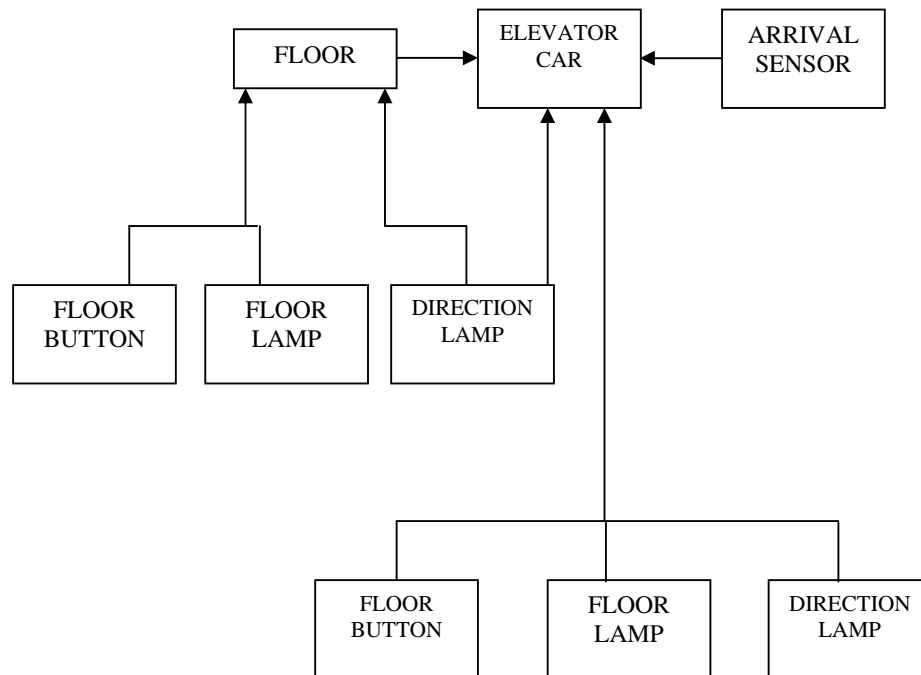 FLOOR
ELEVATOR
CAR
ARRIVAL
SENSOR
FLOOR
BUTTON
FLOOR
LAMP
DIRECTION
LAMP
FLOOR
BUTTON
FLOOR
LAMP
DIRECTION
LAMP